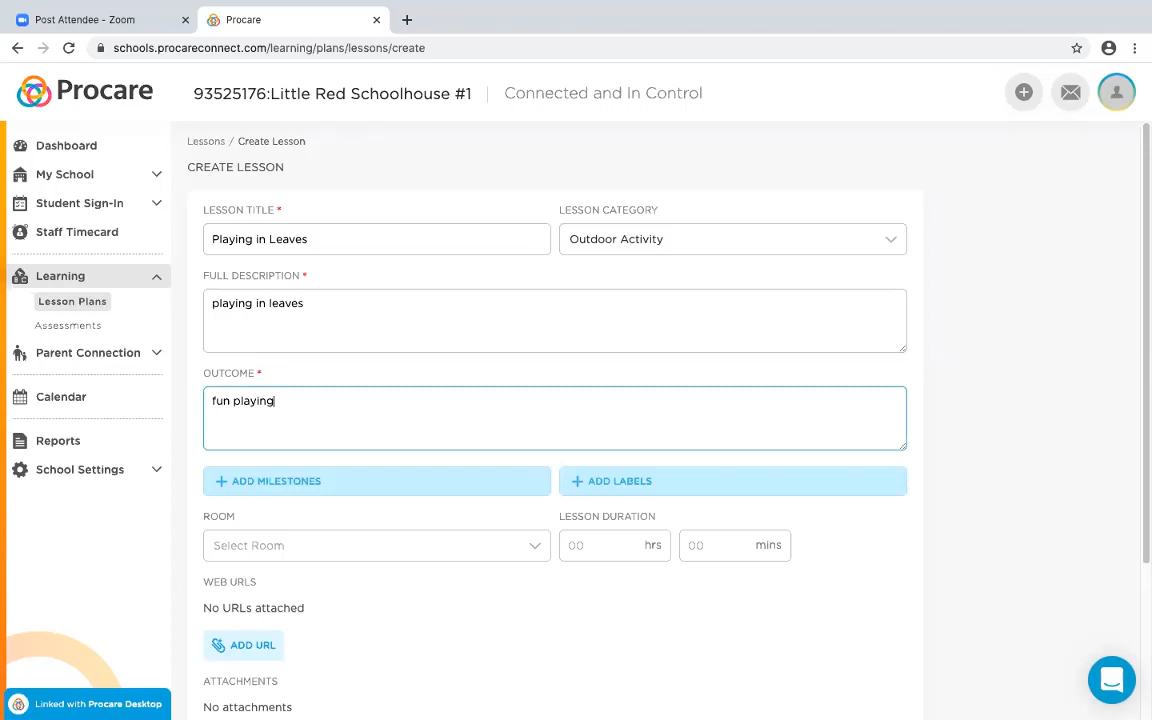 Post Attendee - Zoom
Procare
schools.procareconnect.com/learning/plans/lessons/create
Procare
93525176:Little Red Schoolhouse #1
Connected and In Control
Dashboard
My School
Student Sign-In
Staff Timecard
Learning
Lesson Plans
Assessments
Parent Connection
Calendar
Reports
School Settings
Linked with Procare Desktop
Lessons / Create Lesson
CREATE LESSON
LESSON TITLE *
LESSON CATEGORY
Playing in Leaves
Outdoor Activity
FULL DESCRIPTION *
playing in leaves
OUTCOME *
fun playing
ADD MILESTONES
ADD LABELS
ROOM
LESSON DURATION
Select Room
00 hrs
00 mins
WEB URLS
No URLs attached
ADD URL
ATTACHMENTS
No attachments